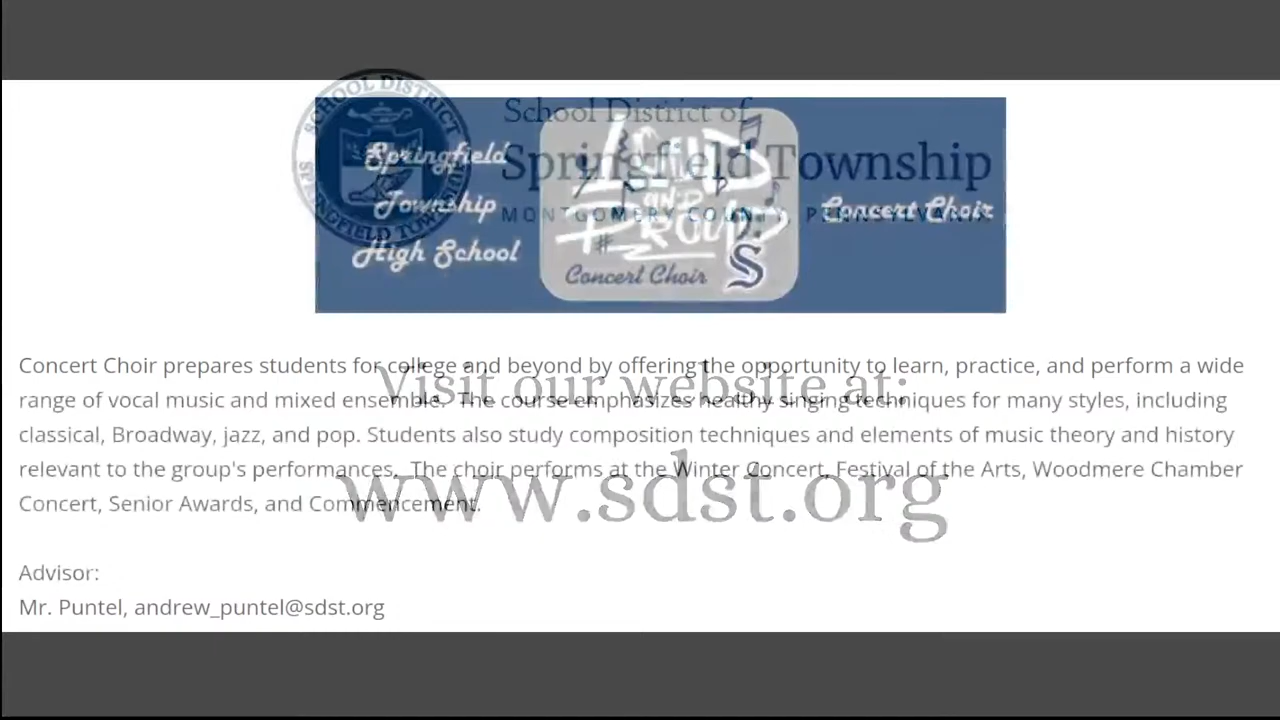 SCHOOL DISTRICT
School District of
Springfield Township
MONTGOMERY COUNTY, PENNSYLVANIA
Springfield
Township
High School
LOUD
AND
PROUD
Concert Choir
S
Concert Choir
Concert Choir prepares students for college and beyond by offering the opportunity to learn, practice, and perform a wide
range of vocal music and mixed ensemble. The course emphasizes healthy singing techniques for many styles, including
classical, Broadway, jazz, and pop. Students also study composition techniques and elements of music theory and history
relevant to the group's performances. The choir performs at the Winter Concert, Festival of the Arts, Woodmere Chamber
Concert, Senior Awards, and Commencement.
Visit our website at:
www.sdst.org
Advisor:
Mr. Puntel, andrew_puntel@sdst.org